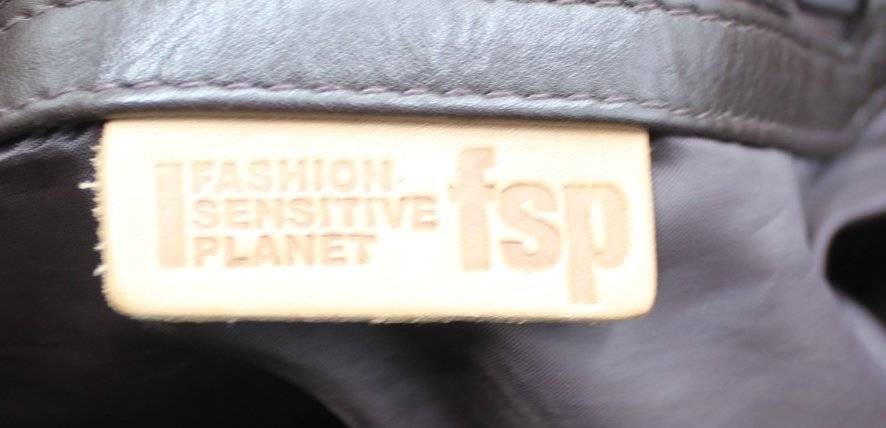 FASHION
SENSITIVE
PLANET
fsp